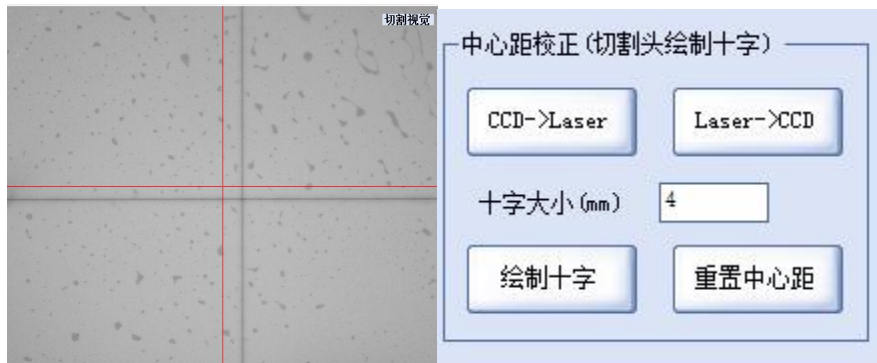 切割视觉
中心距校正(切割头绘制十字)
CCD->Laser
Laser->CCD
十字大小(mm)
4
绘制十字
重置中心距